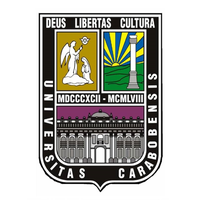 DEUS LIBERTAS CULTURA
MDCCCXCII - MCMLVIII
UNIVERSITAS CARABOBENSIS